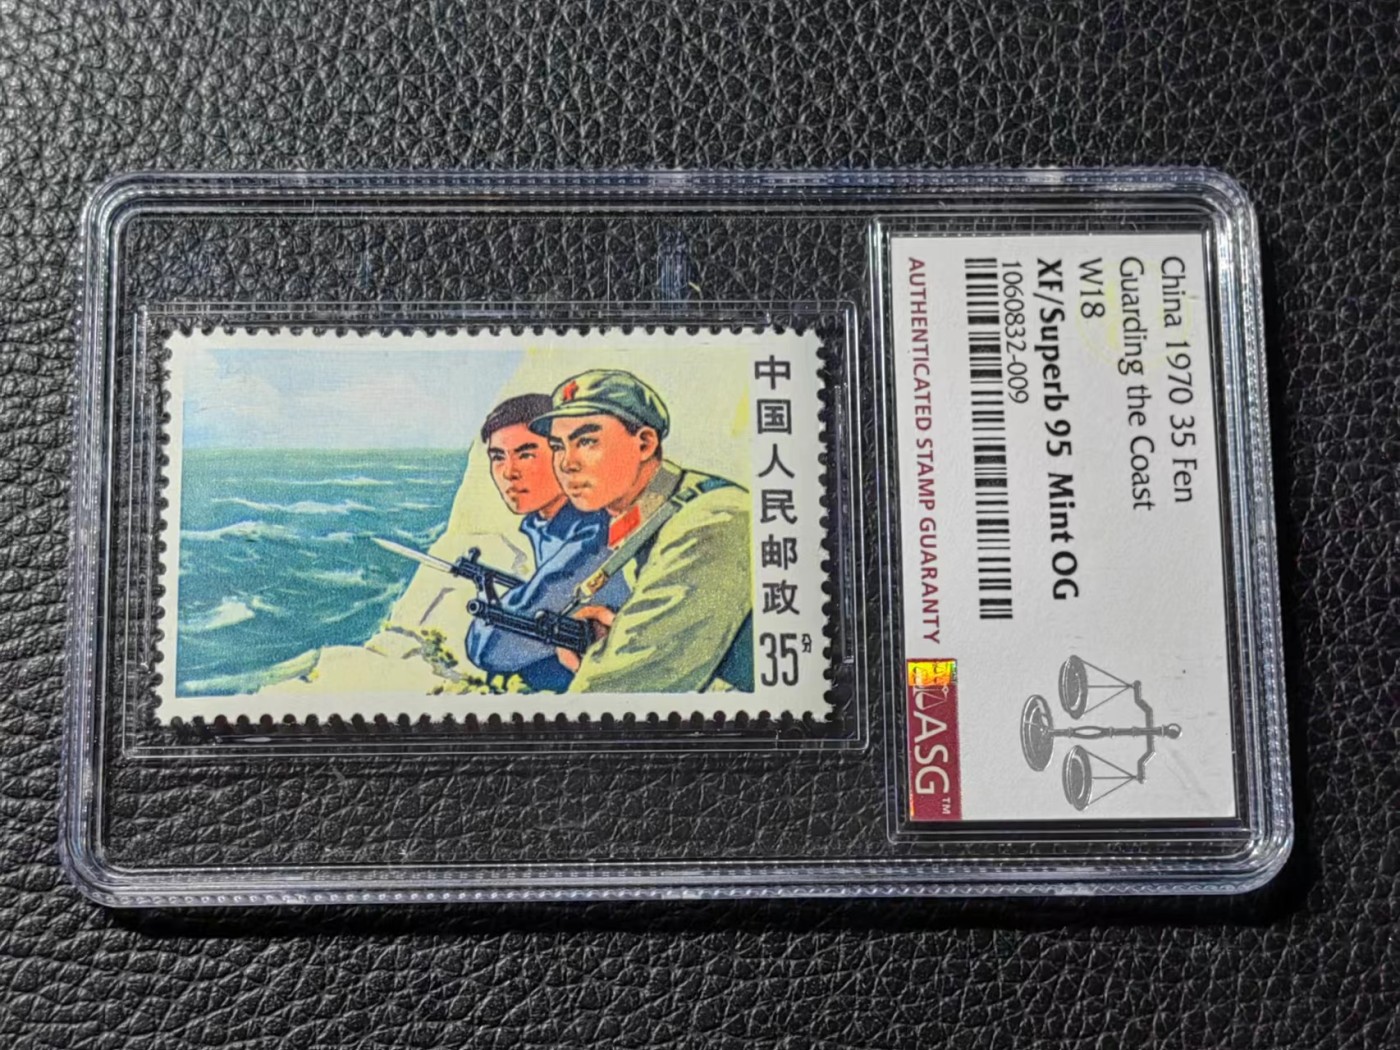 中国人民邮政
35分
China 1970 35 Fen
Guarding the Coast
W18
XF/Superb 95 Mint OG
1060832-009
AUTHENTICATED STAMP GUARANTY
ASG™